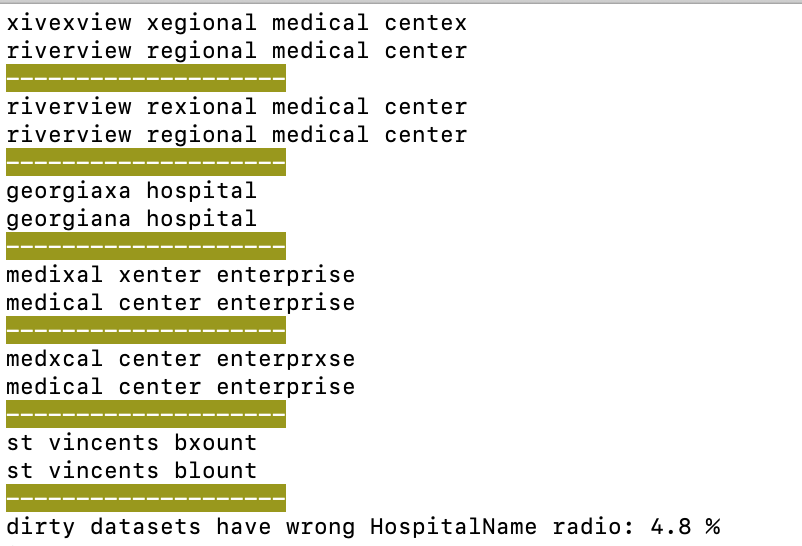 xivexview xegional medical centex
riverview regional medical center
--------------------
riverview rexional medical center
riverview regional medical center
--------------------
georgiaxa hospital
georgiana hospital
--------------------
medixal xenter enterprise
medical center enterprise
--------------------
medxcal center enterprxse
medical center enterprise
--------------------
st vincents bxount
st vincents blount
--------------------
dirty datasets have wrong HospitalName radio: 4.8 %